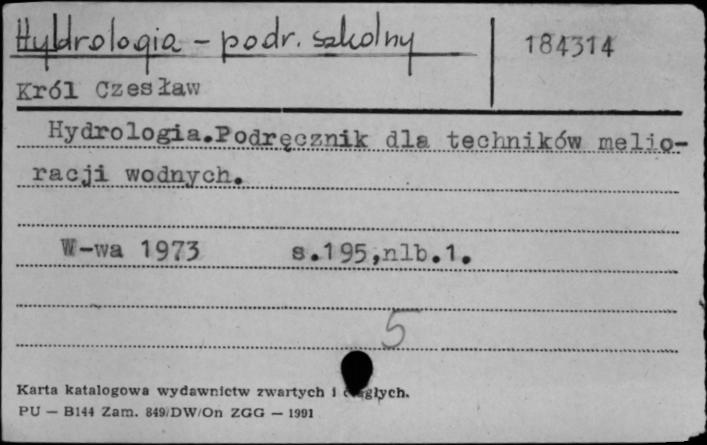 Hydrologia - podr. szkolny
184314
Król Czesław
Hydrologia.Podręcznik dla techników melio-
racji wodnych.
W-wa 1973 s.195,nlb.1.
5
Karta katalogowa wydawnictw zwartych i
PU — B144 Zam. 849/DW/On ZGG — 1991